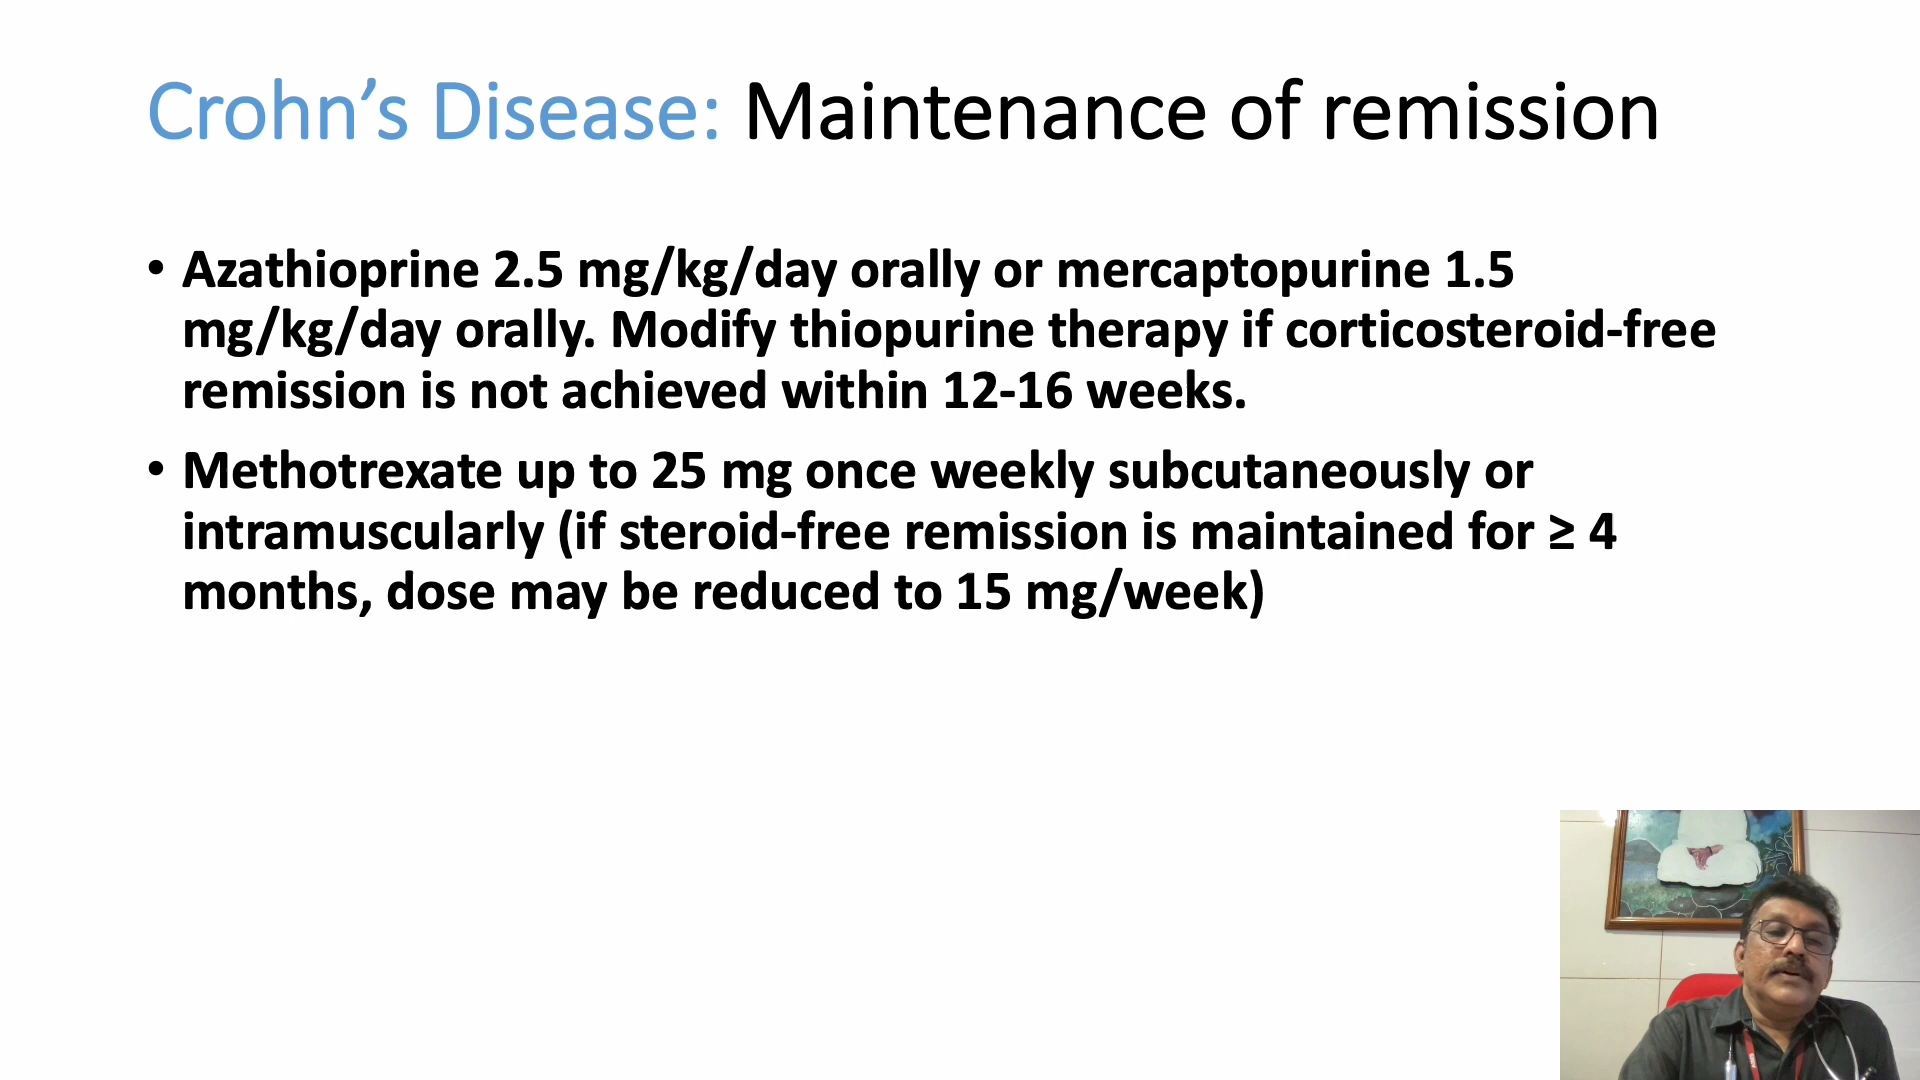 Crohn’s Disease: Maintenance of remission
• Azathioprine 2.5 mg/kg/day orally or mercaptopurine 1.5
mg/kg/day orally. Modify thiopurine therapy if corticosteroid-free
remission is not achieved within 12-16 weeks.
• Methotrexate up to 25 mg once weekly subcutaneously or
intramuscularly (if steroid-free remission is maintained for ≥ 4
months, dose may be reduced to 15 mg/week)